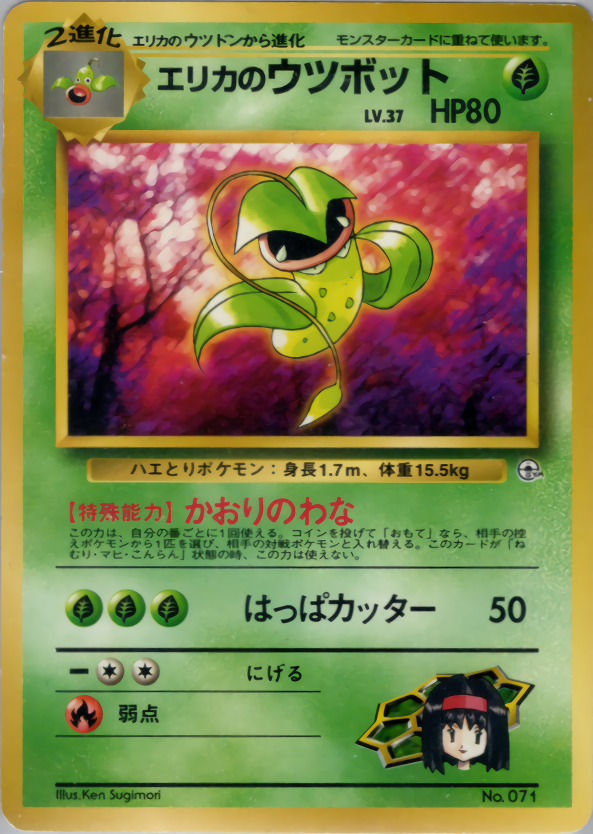 2進化 エリカのウツドンから進化 モンスターカードに重ねて使います。
エリカのウツボット
LV.37 HP80
ハエとりポケモン：身長1.7m、体重15.5kg
【特殊能力】かおりのわな
この力は、自分の番ごとに1回使える。コインを投げて「おもて」なら、相手の控
えポケモンから1匹を選び、相手の対戦ポケモンと入れ替える。このカードが「ね
むり・マヒ・こんらん」状態の時、この力は使えない。
はっぱカッター 50
にげる
弱点
Illus.Ken Sugimori No.071